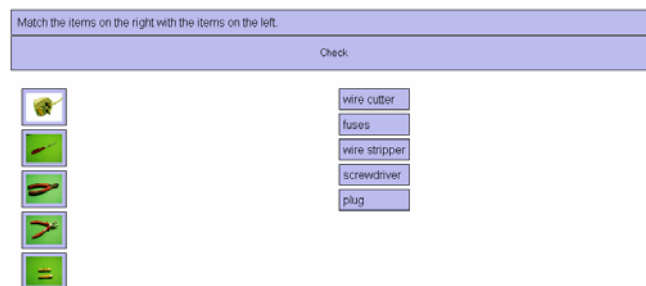 Match the items on the right with the items on the left.
Check
wire cutter
fuses
wire stripper
screwdriver
plug